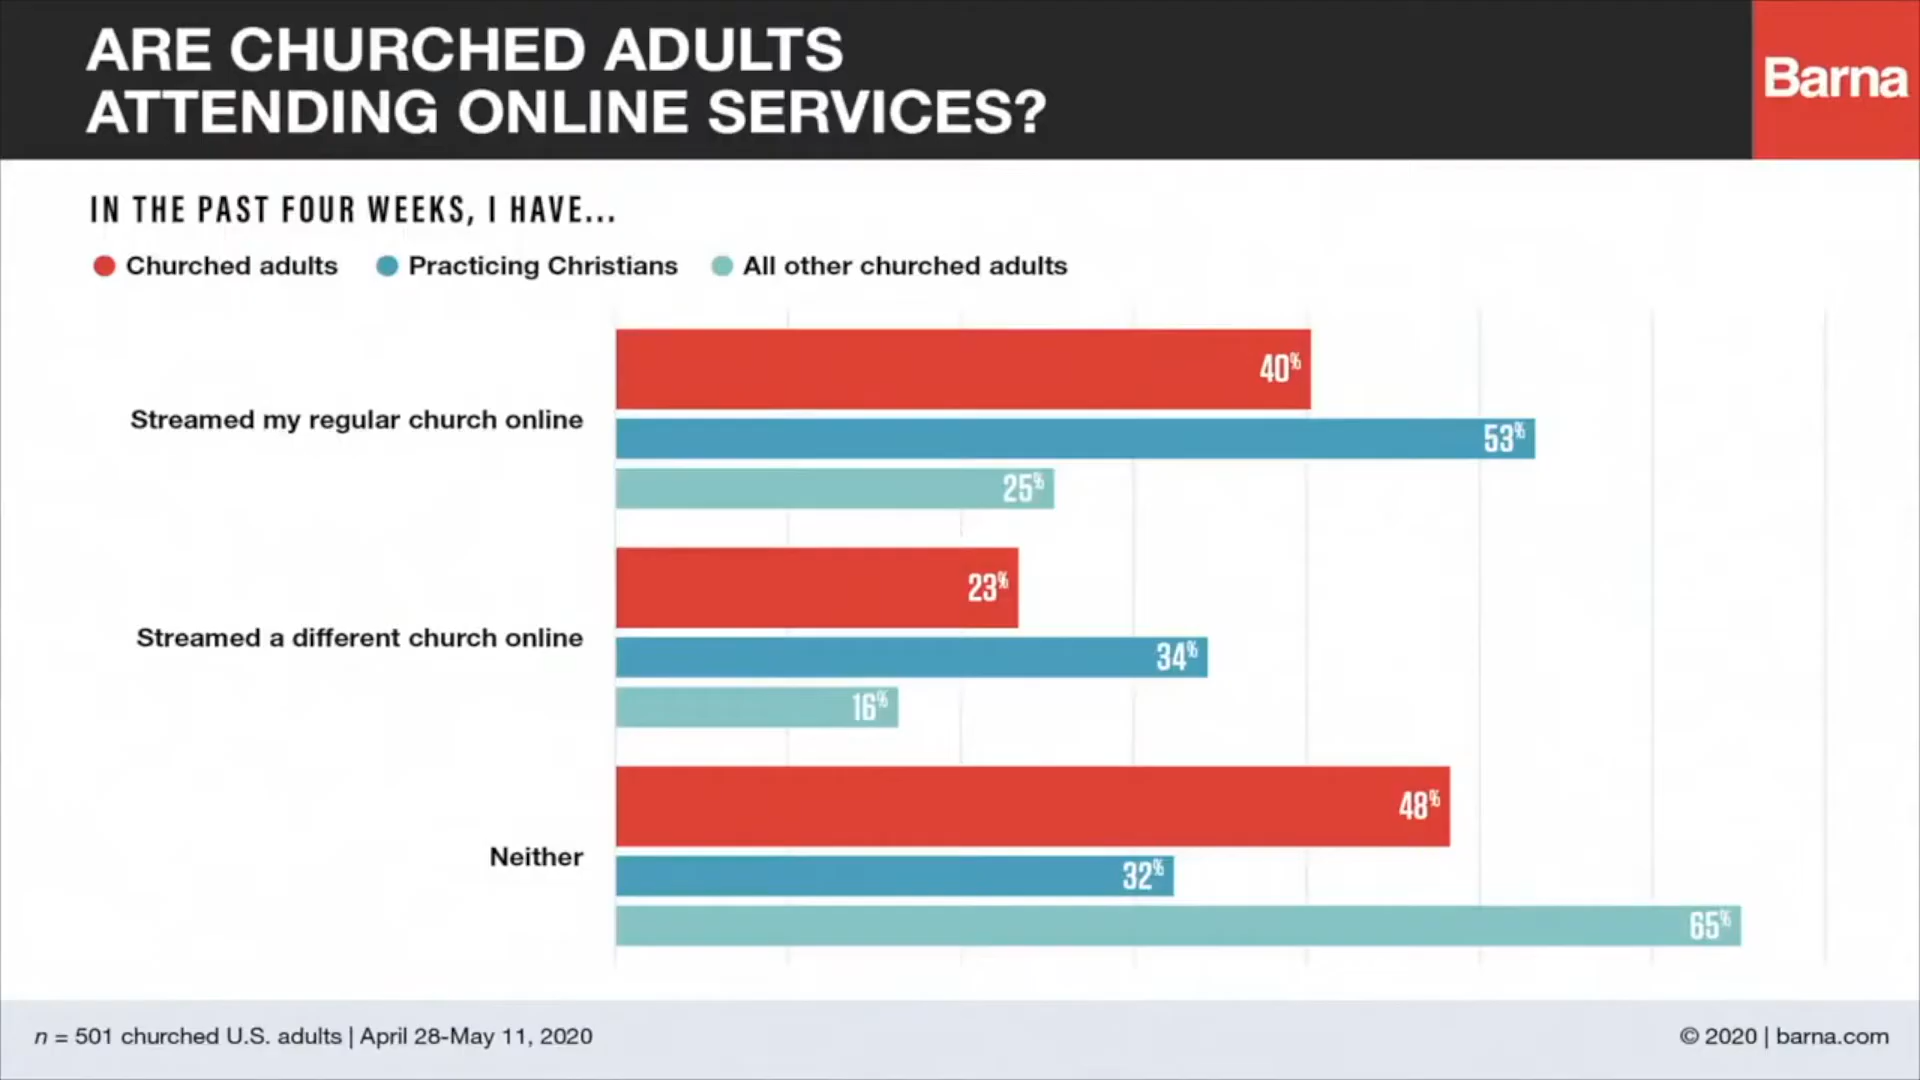 ARE CHURCHED ADULTS
ATTENDING ONLINE SERVICES?
Barna
IN THE PAST FOUR WEEKS, I HAVE...
Churched adults Practicing Christians All other churched adults
Streamed my regular church online
40%
53%
25%
Streamed a different church online
23%
34%
16%
Neither
48%
32%
65%
n = 501 churched U.S. adults | April 28-May 11, 2020
© 2020 | barna.com